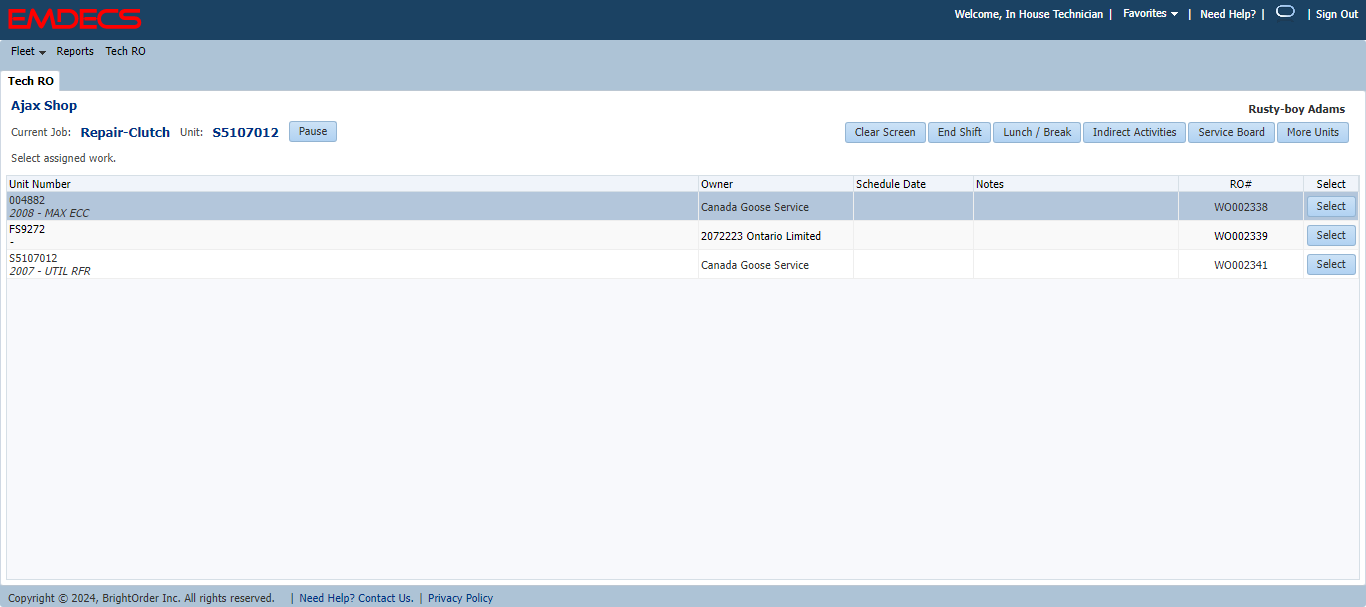 EMDECS
Welcome, In House Technician | Favorites | Need Help? | | Sign Out
Fleet Reports Tech RO
Tech RO
Ajax Shop
Rusty-boy Adams
Current Job: Repair-Clutch Unit: S5107012 Pause
Clear Screen End Shift Lunch / Break Indirect Activities Service Board More Units
Select assigned work.
Unit Number Owner Schedule Date Notes RO# Select
004882
2008 - MAX ECC
Canada Goose Service WO002338 Select
FS9272
-
2072223 Ontario Limited WO002339 Select
S5107012
2007 - UTIL RFR
Canada Goose Service WO002341 Select
Copyright © 2024, BrightOrder Inc. All rights reserved. | Need Help? Contact Us. | Privacy Policy